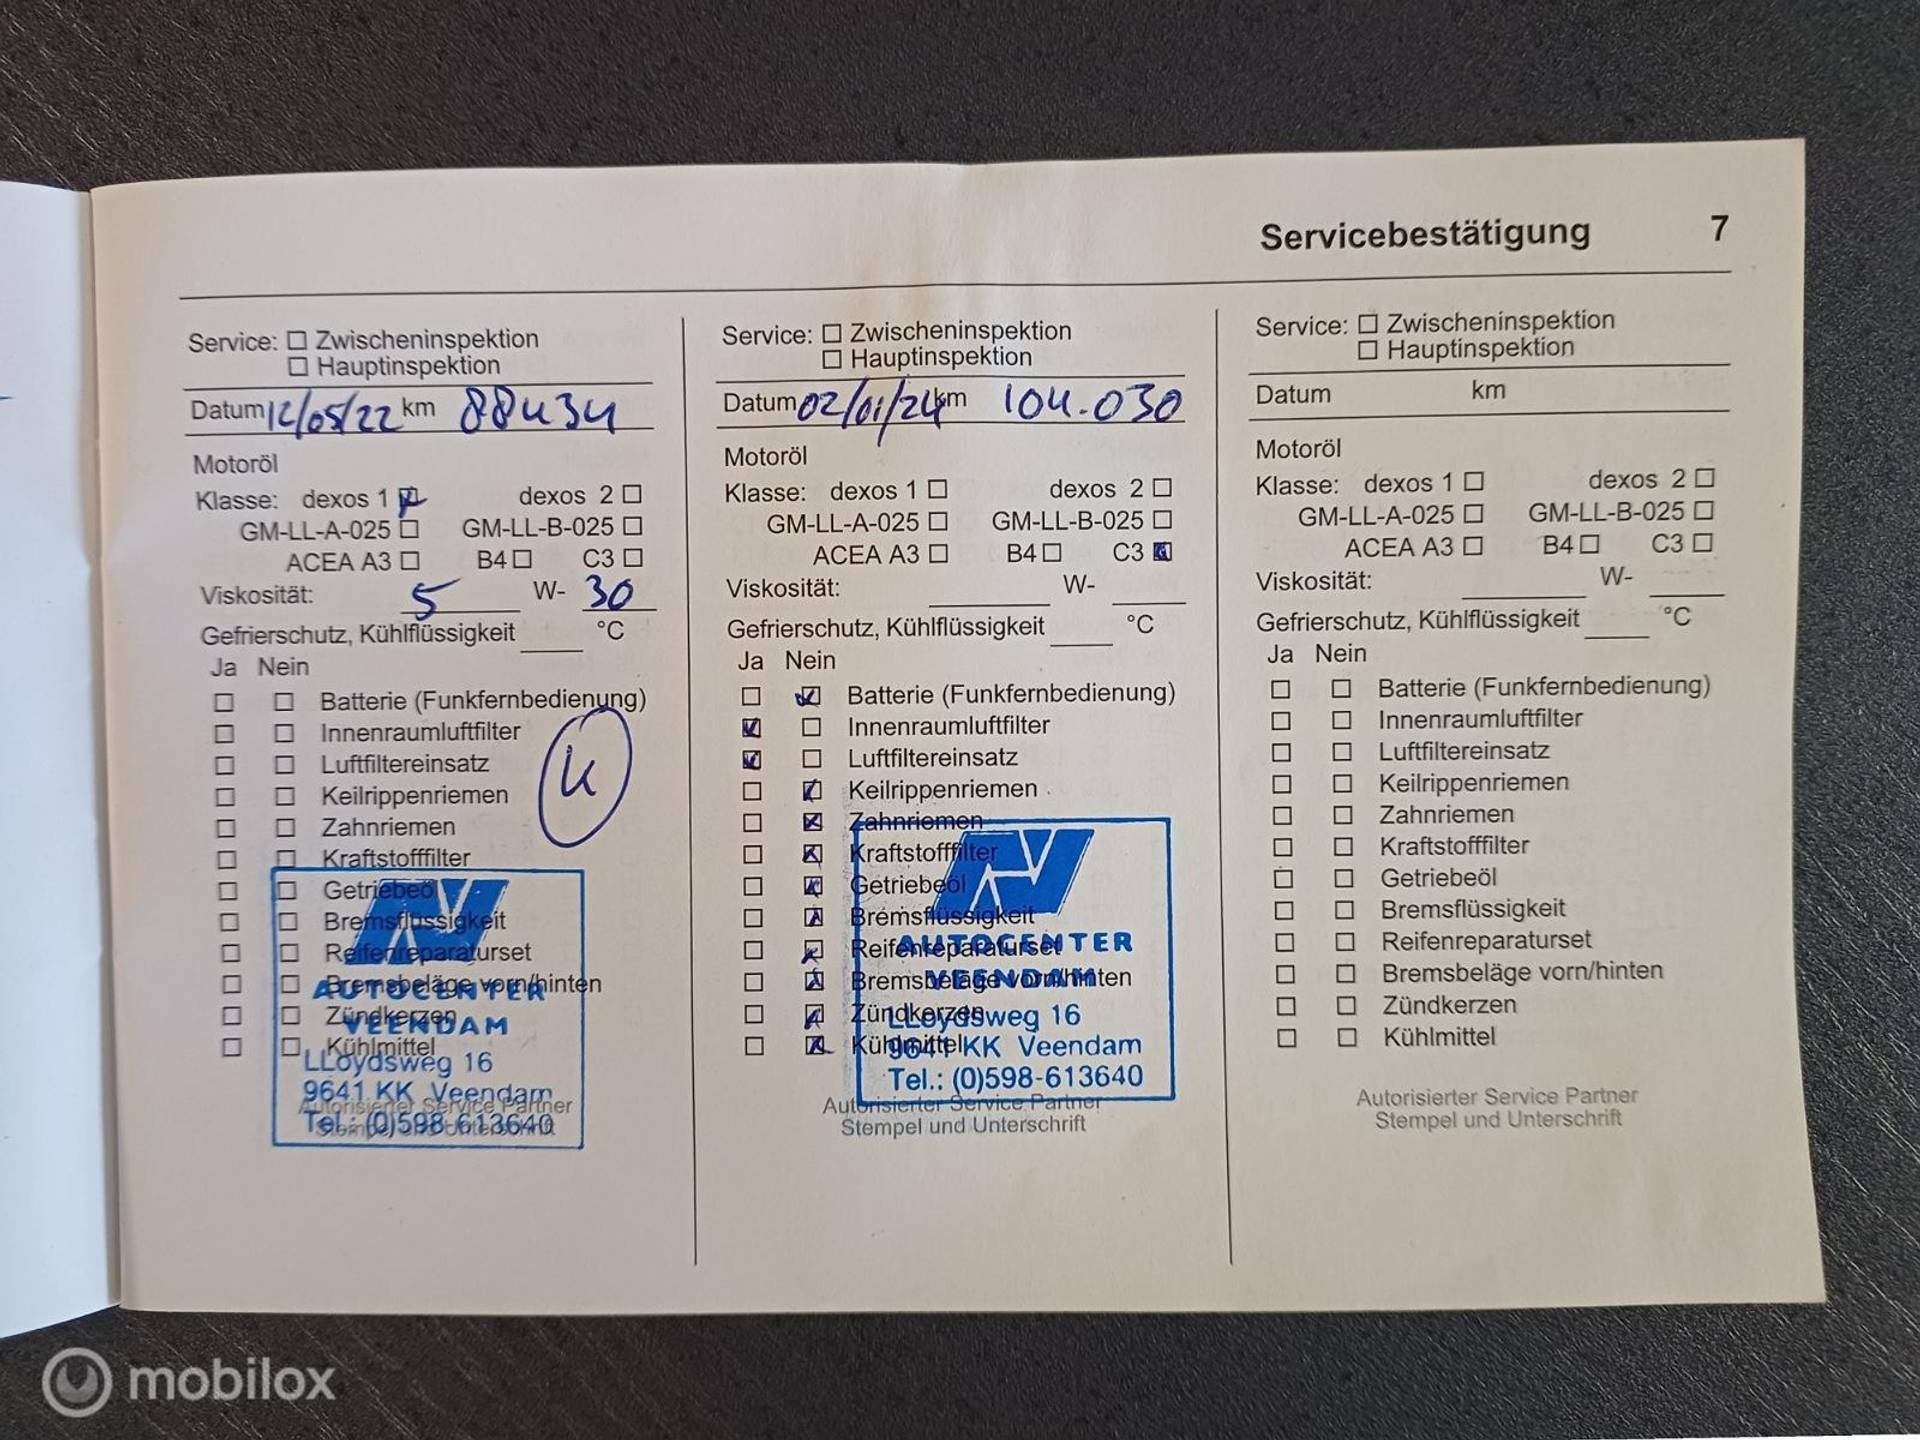 Servicebestätigung 7
Service: ☐ Zwischeninspektion
☐ Hauptinspektion
Datum 12/05/22 km 88434
Motoröl
Klasse: dexos 1 ☒ dexos 2 ☐
GM-LL-A-025 ☐ GM-LL-B-025 ☐
ACEA A3 ☐ B4 ☐ C3 ☐
Viskosität: 5 W- 30
Gefrierschutz, Kühlflüssigkeit ____ °C
Ja Nein
☐ ☐ Batterie (Funkfernbedienung)
☐ ☐ Innenraumluftfilter
☐ ☐ Luftfiltereinsatz
☐ ☐ Keilrippenriemen
☐ ☐ Zahnriemen
☐ ☐ Kraftstofffilter
☐ ☐ Getriebeöl
☐ ☐ Bremsflüssigkeit
☐ ☐ Reifenreparaturset
☐ ☐ Bremsbeläge vorn/hinten
☐ ☐ Zündkerzen
☐ ☐ Kühlmittel
AUTOCENTER
VEENDAM
LLoydsweg 16
9641 KK Veendam
Tel.: (0)598-613640
Autorisierter Service Partner
Stempel und Unterschrift
Service: ☐ Zwischeninspektion
☐ Hauptinspektion
Datum 02/01/24 km 104.030
Motoröl
Klasse: dexos 1 ☐ dexos 2 ☐
GM-LL-A-025 ☐ GM-LL-B-025 ☐
ACEA A3 ☐ B4 ☐ C3 ☒
Viskosität: ____ W- ____
Gefrierschutz, Kühlflüssigkeit ____ °C
Ja Nein
☐ ☒ Batterie (Funkfernbedienung)
☒ ☐ Innenraumluftfilter
☒ ☐ Luftfiltereinsatz
☐ ☒ Keilrippenriemen
☐ ☒ Zahnriemen
☐ ☒ Kraftstofffilter
☐ ☒ Getriebeöl
☐ ☒ Bremsflüssigkeit
☐ ☒ Reifenreparaturset
☐ ☒ Bremsbeläge vorn/hinten
☐ ☒ Zündkerzen
☐ ☒ Kühlmittel
AUTOCENTER
VEENDAM
LLoydsweg 16
9641 KK Veendam
Tel.: (0)598-613640
Autorisierter Service Partner
Stempel und Unterschrift
Service: ☐ Zwischeninspektion
☐ Hauptinspektion
Datum km
Motoröl
Klasse: dexos 1 ☐ dexos 2 ☐
GM-LL-A-025 ☐ GM-LL-B-025 ☐
ACEA A3 ☐ B4 ☐ C3 ☐
Viskosität: ____ W- ____
Gefrierschutz, Kühlflüssigkeit ____ °C
Ja Nein
☐ ☐ Batterie (Funkfernbedienung)
☐ ☐ Innenraumluftfilter
☐ ☐ Luftfiltereinsatz
☐ ☐ Keilrippenriemen
☐ ☐ Zahnriemen
☐ ☐ Kraftstofffilter
☐ ☐ Getriebeöl
☐ ☐ Bremsflüssigkeit
☐ ☐ Reifenreparaturset
☐ ☐ Bremsbeläge vorn/hinten
☐ ☐ Zündkerzen
☐ ☐ Kühlmittel
Autorisierter Service Partner
Stempel und Unterschrift
mobilox